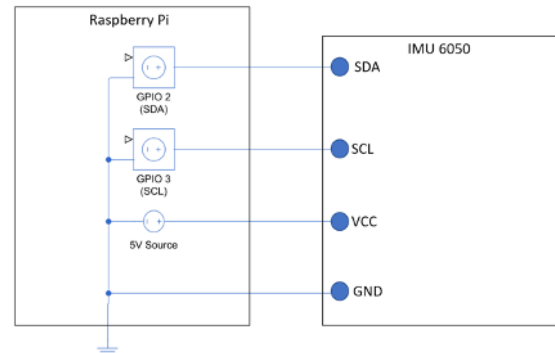 Raspberry Pi
IMU 6050
SDA
GPIO 2
(SDA)
SCL
GPIO 3
(SCL)
VCC
5V Source
GND